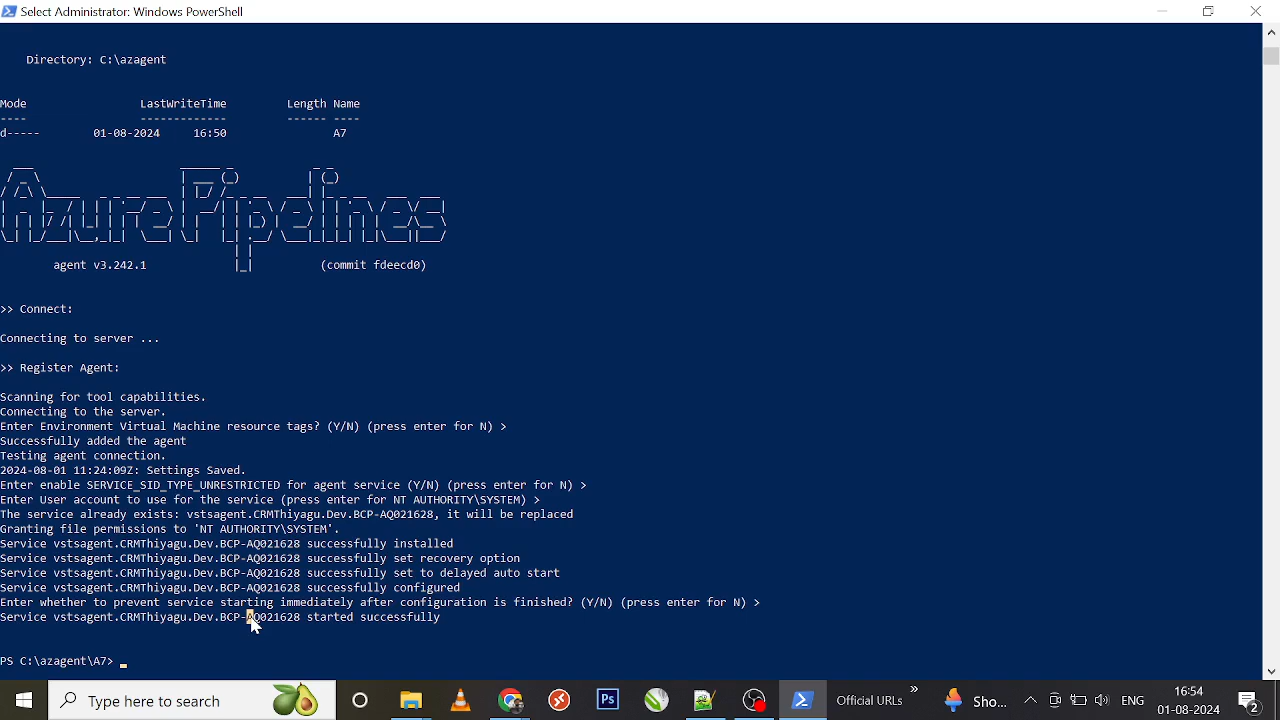 Select Administrator: Windows PowerShell
Directory: C:\azagent
Mode LastWriteTime Length Name
---- ------------- ------ ----
d----- 01-08-2024 16:50 A7
AzurePipelines
agent v3.242.1 (commit fdeecd0)
>> Connect:
Connecting to server ...
>> Register Agent:
Scanning for tool capabilities.
Connecting to the server.
Enter Environment Virtual Machine resource tags? (Y/N) (press enter for N) >
Successfully added the agent
Testing agent connection.
2024-08-01 11:24:09Z: Settings Saved.
Enter enable SERVICE_SID_TYPE_UNRESTRICTED for agent service (Y/N) (press enter for N) >
Enter User account to use for the service (press enter for NT AUTHORITY\SYSTEM) >
The service already exists: vstsagent.CRMThiyagu.Dev.BCP-AQ021628, it will be replaced
Granting file permissions to 'NT AUTHORITY\SYSTEM'.
Service vstsagent.CRMThiyagu.Dev.BCP-AQ021628 successfully installed
Service vstsagent.CRMThiyagu.Dev.BCP-AQ021628 successfully set recovery option
Service vstsagent.CRMThiyagu.Dev.BCP-AQ021628 successfully set to delayed auto start
Service vstsagent.CRMThiyagu.Dev.BCP-AQ021628 successfully configured
Enter whether to prevent service starting immediately after configuration is finished? (Y/N) (press enter for N) >
Service vstsagent.CRMThiyagu.Dev.BCP-AQ021628 started successfully
PS C:\azagent\A7>
Type here to search
Ps
Official URLs
»
Sho...
ENG
16:54
01-08-2024
2